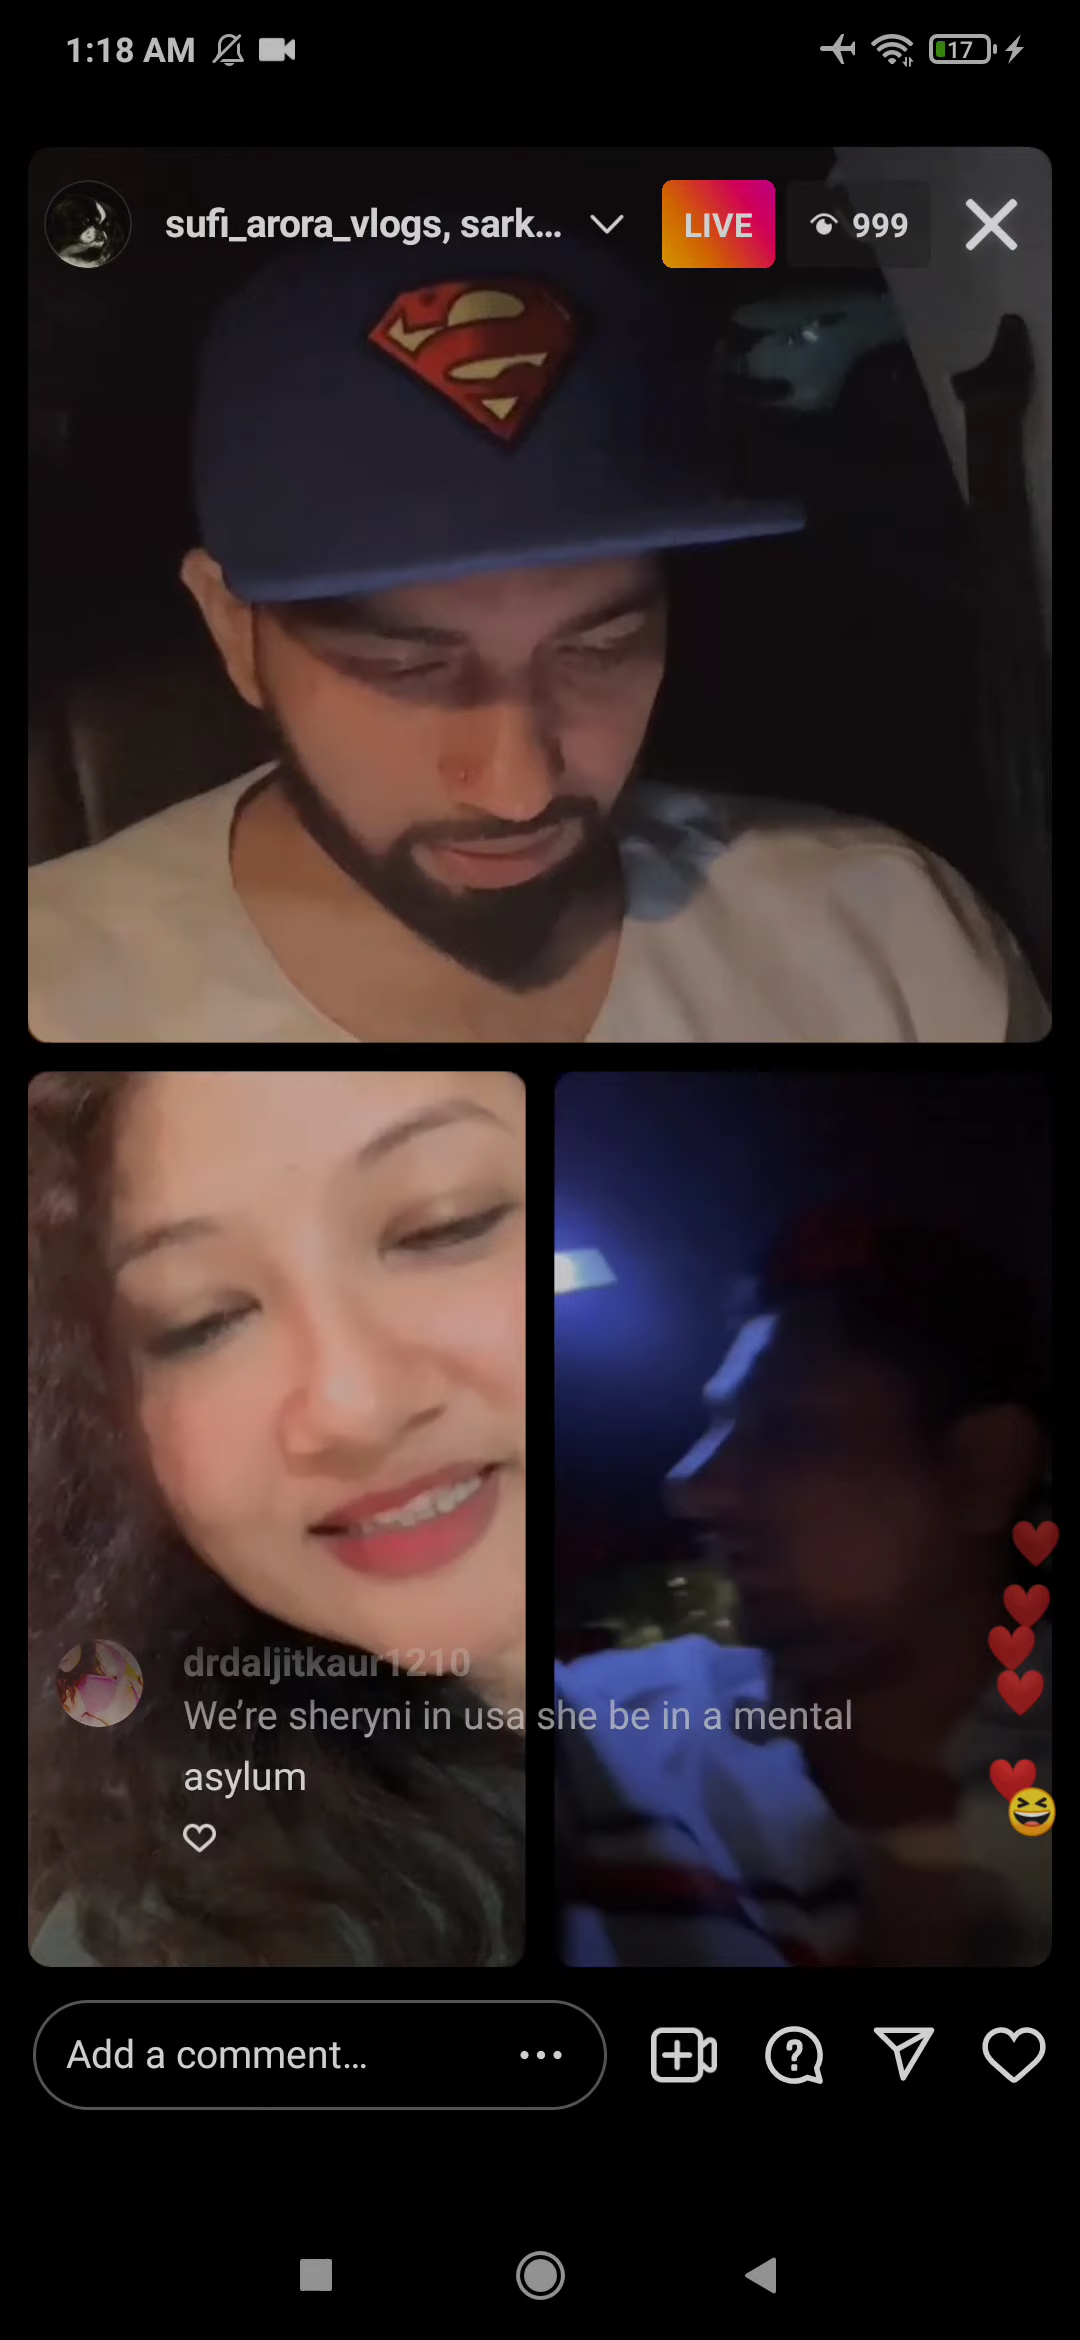 1:18 AM 17
sufi_arora_vlogs, sark... LIVE 999
drdaljitkaur1210
We're sheryni in usa she be in a mental
asylum
Add a comment...